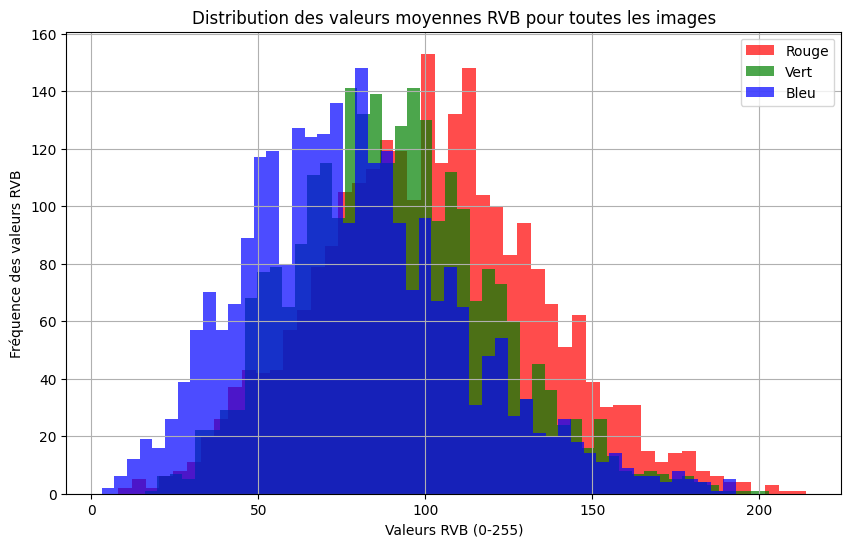 Distribution des valeurs moyennes RVB pour toutes les images
Fréquence des valeurs RVB
160
140
120
100
80
60
40
20
0
Rouge
Vert
Bleu
0 50 100 150 200
Valeurs RVB (0-255)